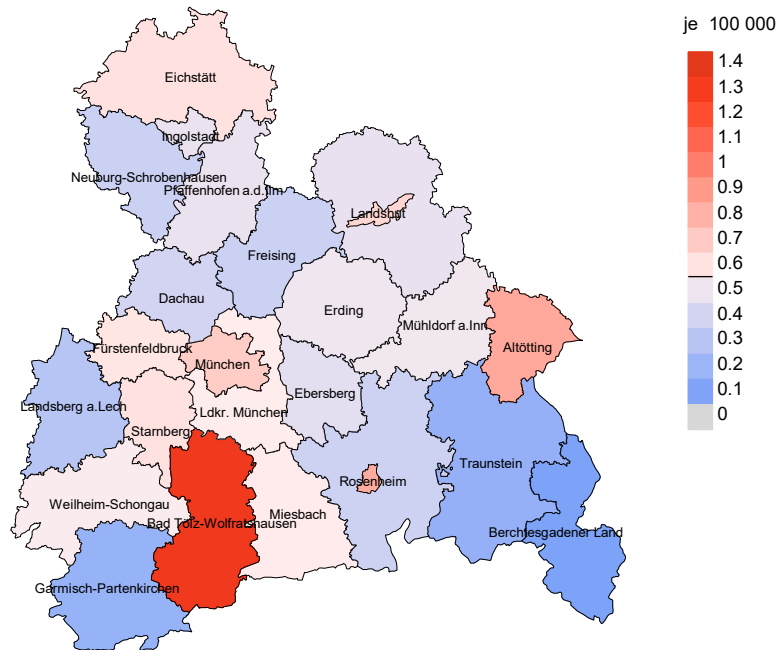 je 100 000
Eichstätt
Ingolstadt
Neuburg-Schrobenhausen
Pfaffenhofen a.d.Ilm
Landshut
Freising
Dachau
Erding
Mühldorf a.Inn
Altötting
Fürstenfeldbruck
München
Ebersberg
Landsberg a.Lech
Ldkr. München
Starnberg
Traunstein
Rosenheim
Weilheim-Schongau
Miesbach
Bad Tölz-Wolfratshausen
Berchtesgadener Land
Garmisch-Partenkirchen
1.4
1.3
1.2
1.1
1
0.9
0.8
0.7
0.6
0.5
0.4
0.3
0.2
0.1
0